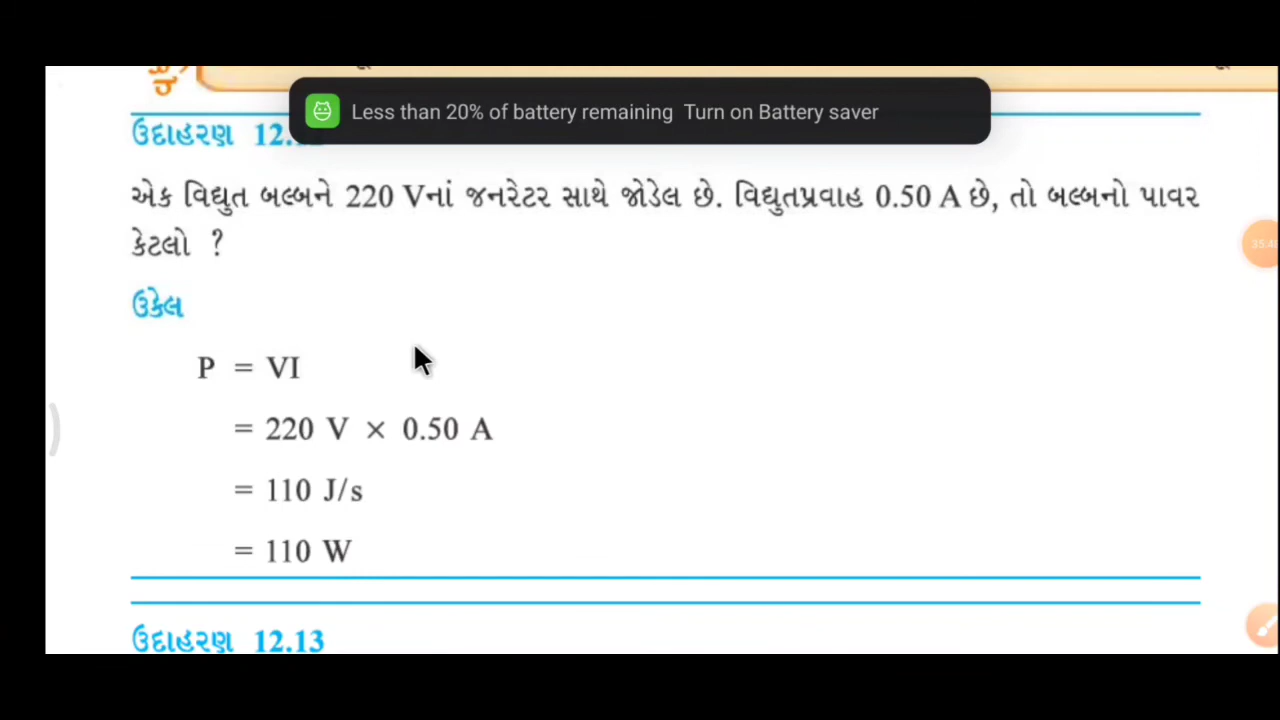 Less than 20% of battery remaining Turn on Battery saver
ઉદાહરણ 12.
એક વિદ્યુત બલ્બને 220 Vનાં જનરેટર સાથે જોડેલ છે. વિદ્યુતપ્રવાહ 0.50 A છે, તો બલ્બનો પાવર
કેટલો ?
ઉકેલ
P = VI
= 220 V × 0.50 A
= 110 J/s
= 110 W
ઉદાહરણ 12.13